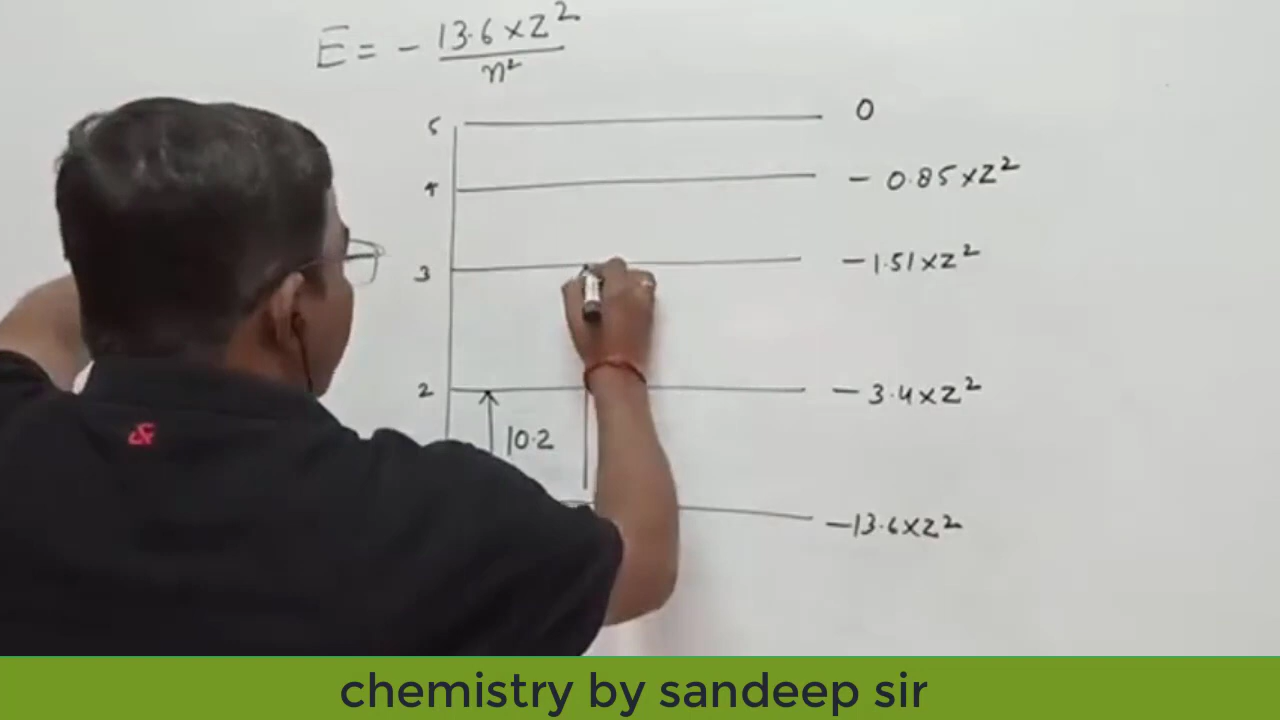 E = - 13.6 x Z²
n²
5 0
4 - 0.85 x Z²
3 - 1.51 x Z²
2 - 3.4 x Z²
10.2
- 13.6 x Z²
chemistry by sandeep sir